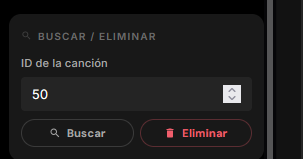 BUSCAR / ELIMINAR
ID de la canción
50
Buscar
Eliminar